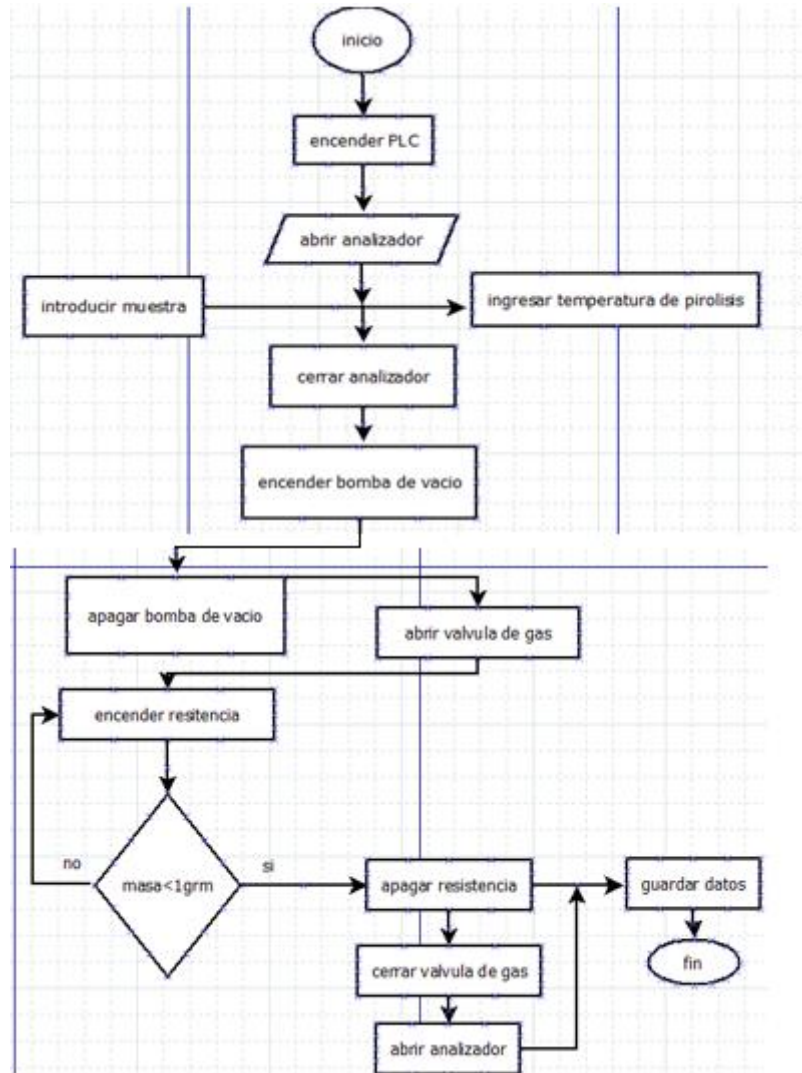 inicio
encender PLC
abrir analizador
introducir muestra
ingresar temperatura de pirolisis
cerrar analizador
encender bomba de vacio
apagar bomba de vacio
abrir valvula de gas
encender resitencia
no
masa<1grm
si
apagar resistencia
guardar datos
cerrar valvula de gas
fin
abrir analizador